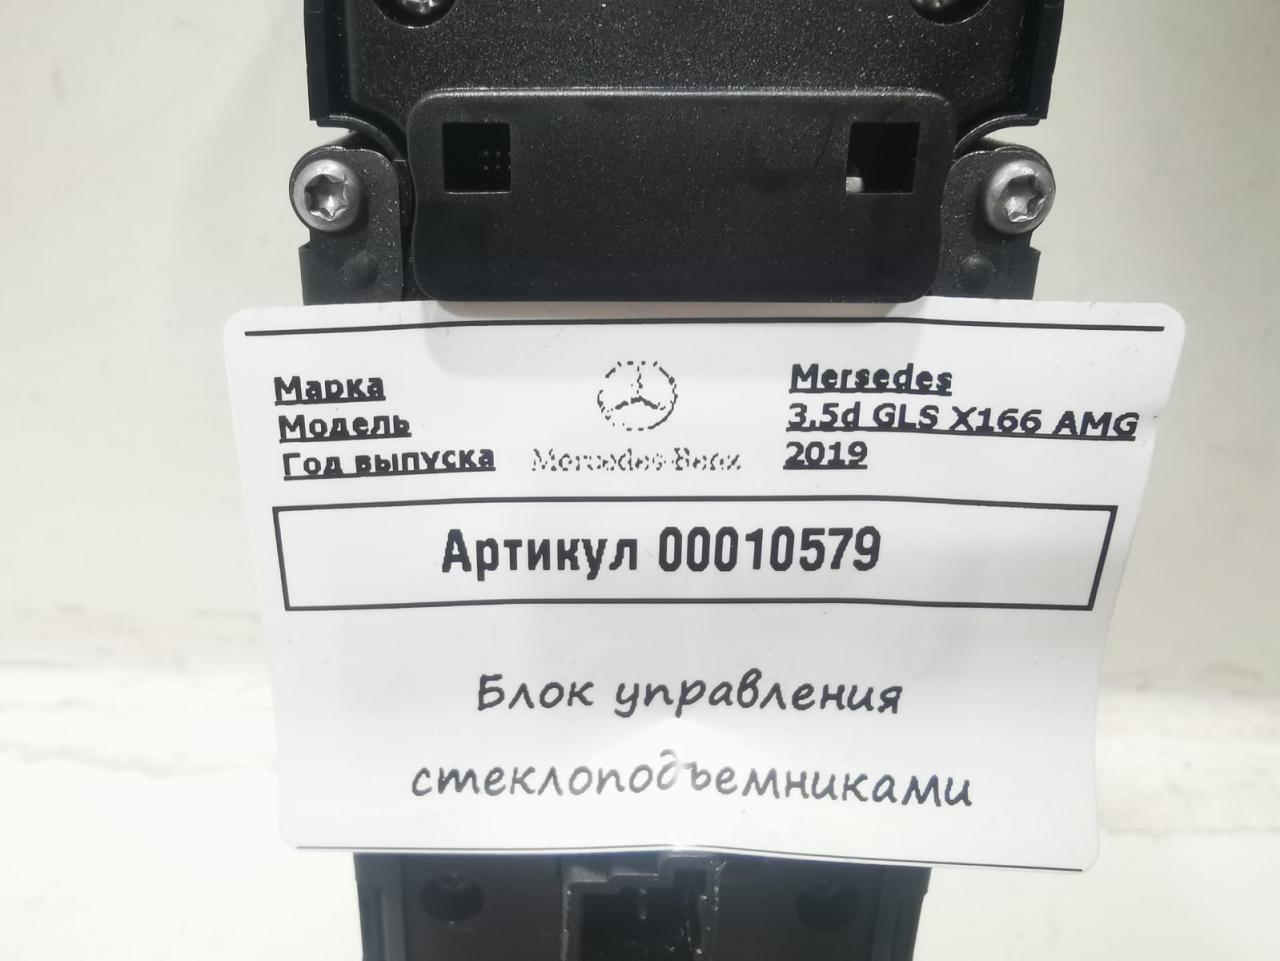 Марка
Модель
Год выпуска
Mercedes-Benz
Mersedes
3.5d GLS X166 AMG
2019
Артикул 00010579
Блок управления
стеклоподъемниками